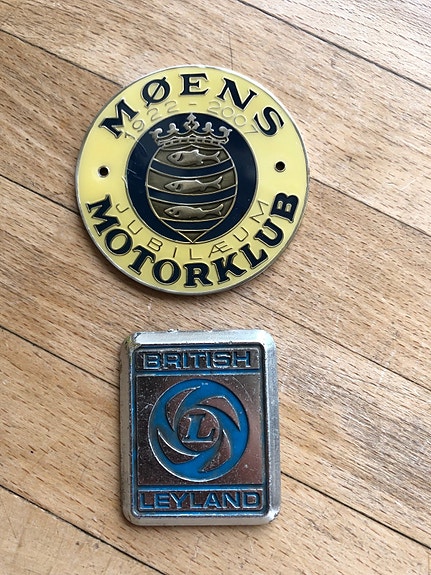 MØENS
1922 - 2007
JUBILÆUM
MOTORKLUB
BRITISH
L
LEYLAND